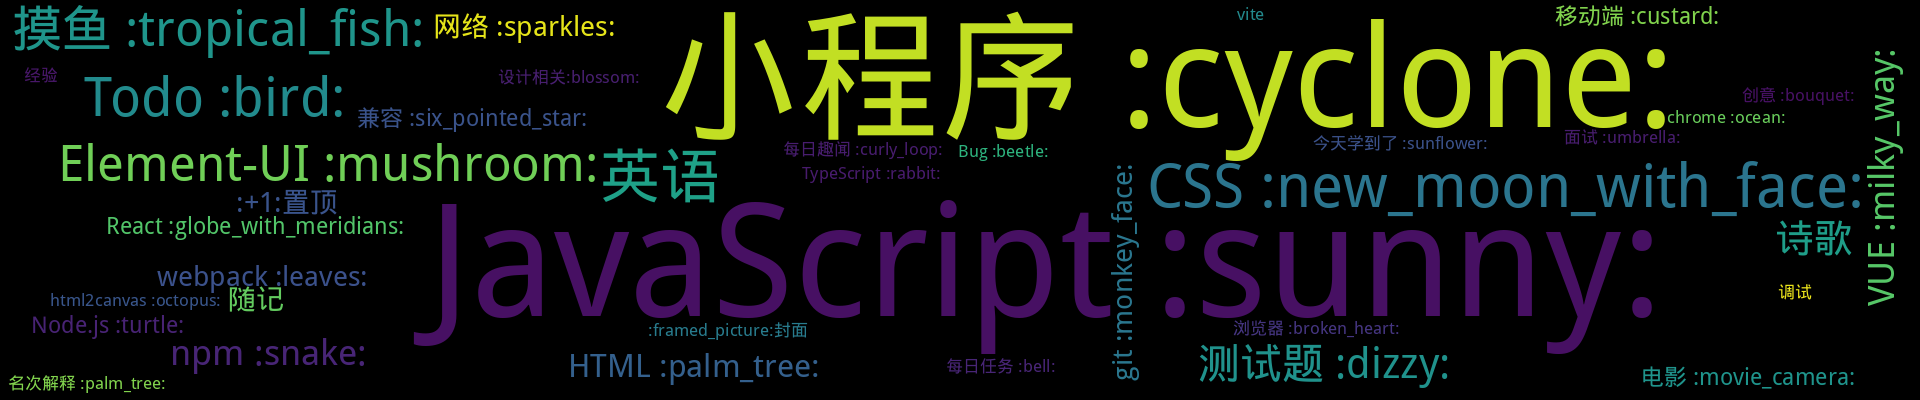 摸鱼 :tropical_fish:
网络 :sparkles:
小程序 :cyclone:
vite
移动端 :custard:
经验
设计相关:blossom:
Todo :bird:
兼容 :six_pointed_star:
创意 :bouquet:
chrome :ocean:
今天学到了 :sunflower:
面试 :umbrella:
VUE :milky_way:
Element-UI :mushroom:
英语
每日趣闻 :curly_loop:
Bug :beetle:
TypeScript :rabbit:
git :monkey_face:
CSS :new_moon_with_face:
:+1:置顶
React :globe_with_meridians:
JavaScript :sunny:
诗歌
webpack :leaves:
html2canvas :octopus:
随记
调试
Node.js :turtle:
:framed_picture:封面
浏览器 :broken_heart:
npm :snake:
HTML :palm_tree:
每日任务 :bell:
测试题 :dizzy:
名次解释 :palm_tree:
电影 :movie_camera: